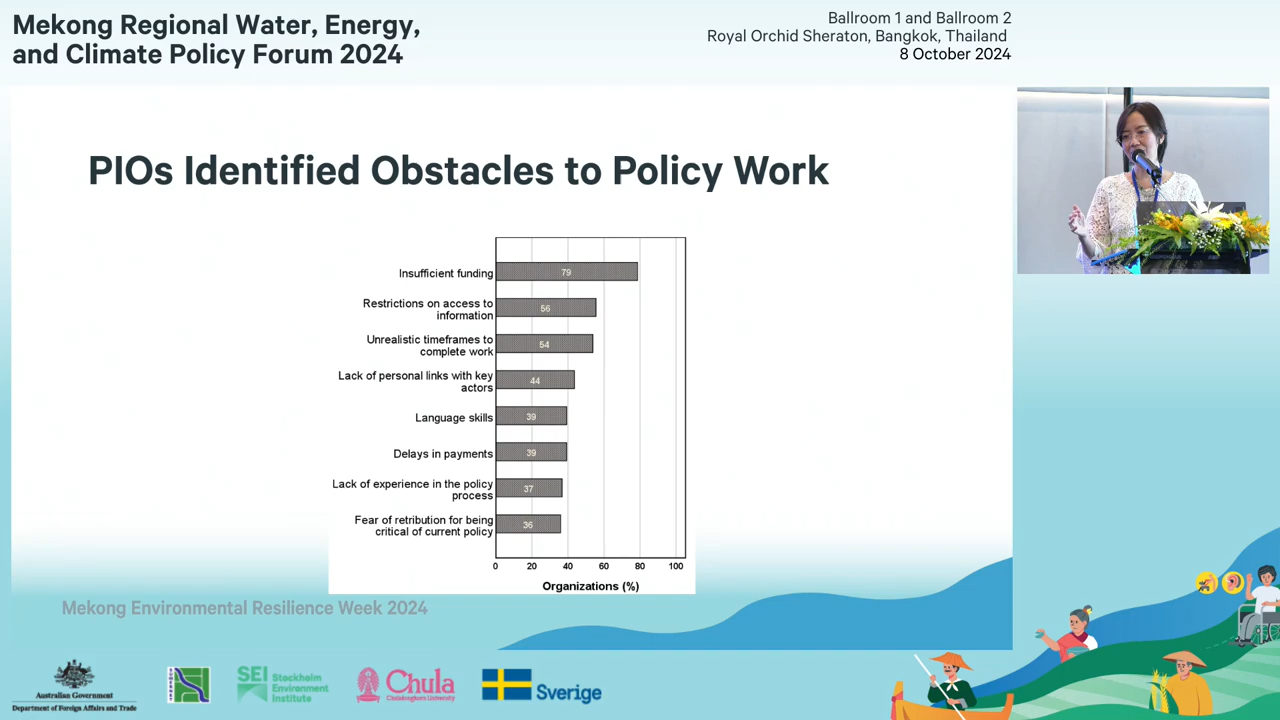 Mekong Regional Water, Energy,
and Climate Policy Forum 2024
Ballroom 1 and Ballroom 2
Royal Orchid Sheraton, Bangkok, Thailand
8 October 2024
PIOs Identified Obstacles to Policy Work
Insufficient funding
79
Restrictions on access to
information
56
Unrealistic timeframes to
complete work
54
Lack of personal links with key
actors
44
Language skills
39
Delays in payments
39
Lack of experience in the policy
process
37
Fear of retribution for being
critical of current policy
36
0 20 40 60 80 100
Organizations (%)
Mekong Environmental Resilience Week 2024
Australian Government
Department of Foreign Affairs and Trade
SEI Stockholm
Environment
Institute
Chula
Chulalongkorn University
Sverige